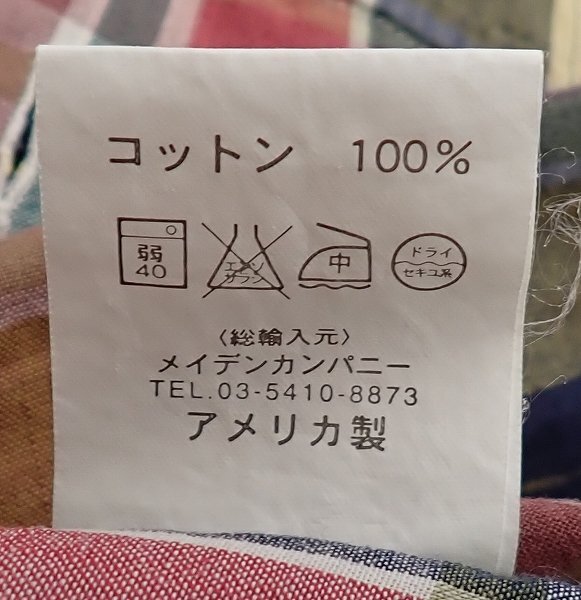 コットン 100%
弱
40
エンソ
サラシ
中
ドライ
セキユ系
〈総輸入元〉
メイデンカンパニー
TEL.03-5410-8873
アメリカ製